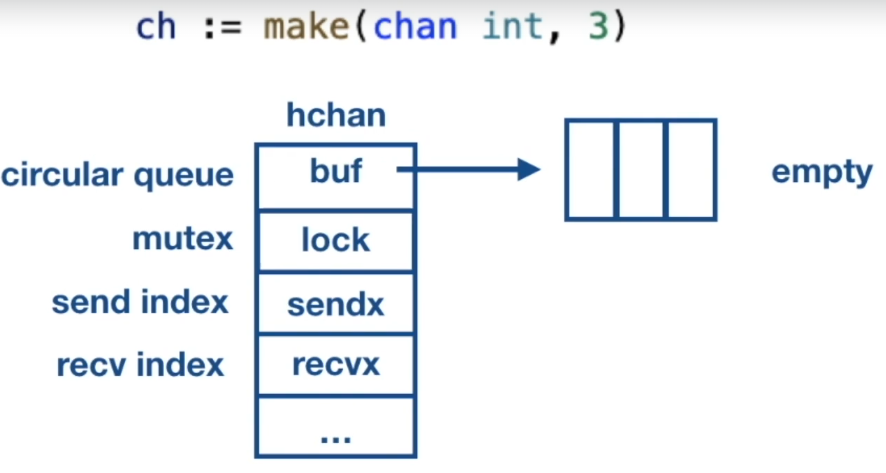 ch := make(chan int, 3)
hchan
circular queue buf empty
mutex lock
send index sendx
recv index recvx
...